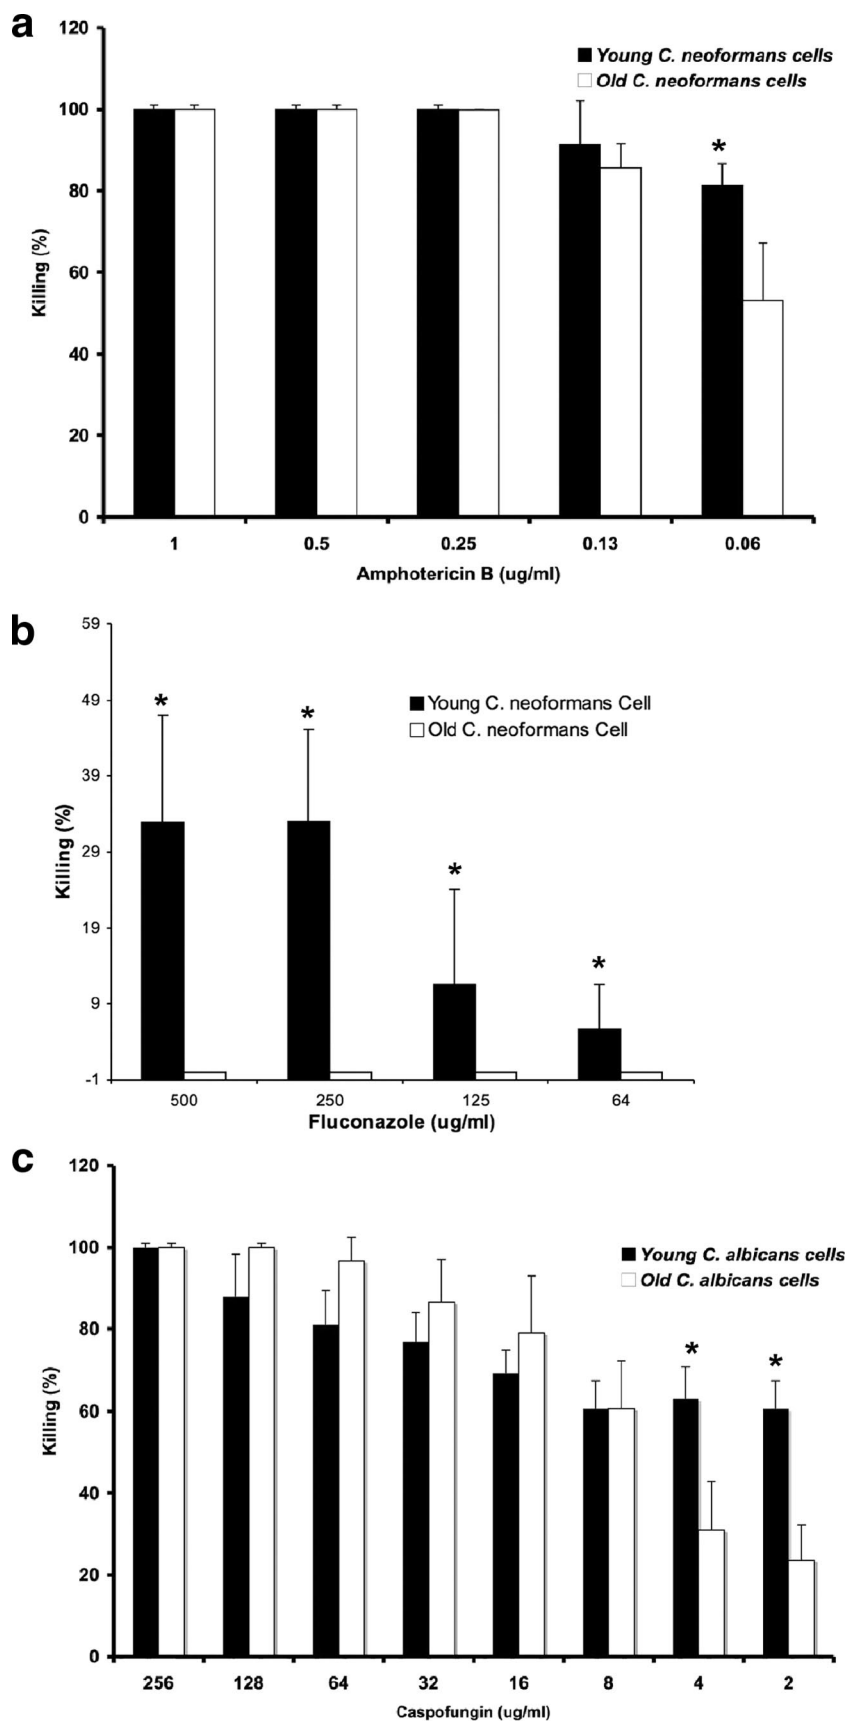 a
120
100
80
60
40
20
0
Killing (%)
Young C. neoformans cells
Old C. neoformans cells
*
1 0.5 0.25 0.13 0.06
Amphotericin B (ug/ml)
b
59
49
39
29
19
9
-1
Killing (%)
Young C. neoformans Cell
Old C. neoformans Cell
* * * *
500 250 125 64
Fluconazole (ug/ml)
c
120
100
80
60
40
20
0
Killing (%)
Young C. albicans cells
Old C. albicans cells
* *
256 128 64 32 16 8 4 2
Caspofungin (ug/ml)